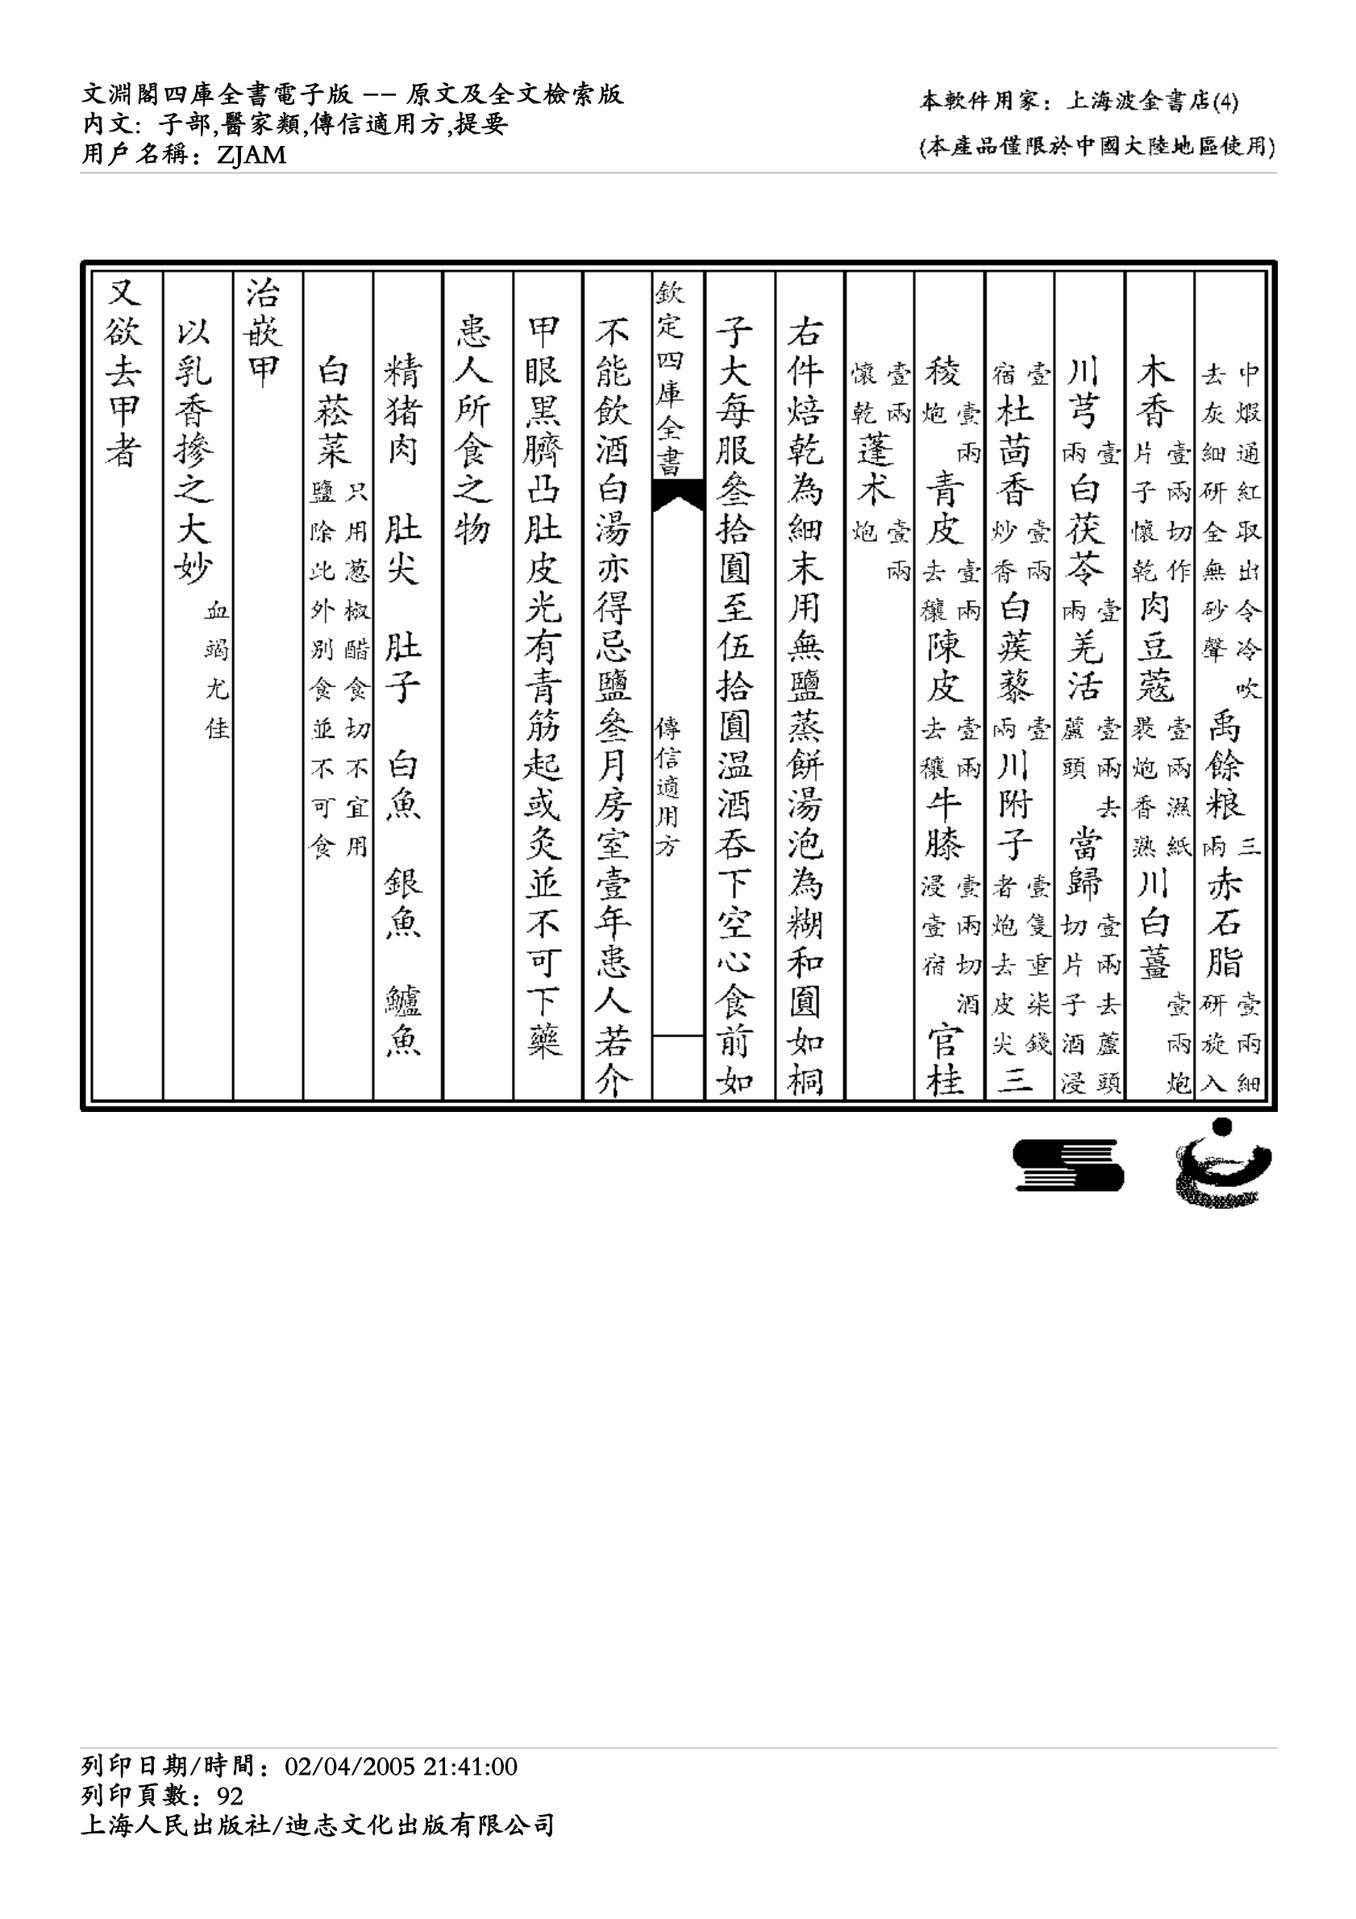 文淵閣四庫全書電子版 -- 原文及全文檢索版
内文: 子部,醫家類,傳信適用方,提要
用戶名稱: ZJAM
本軟件用家: 上海波金書店(4)
(本產品僅限於中國大陸地區使用)
中煅通紅取出令冷吹去灰細研全無砂聲禹餘粮三兩赤石脂壹兩細研旋入
木香壹兩切作片子懷乾肉豆蔻壹兩濕紙褁炮香熟川白薑壹兩炮
川芎壹兩白茯苓壹兩羌活壹兩去蘆頭當歸壹兩去蘆頭切片子酒浸
壹宿杜茴香壹兩炒香白蒺藜壹兩川附子壹隻重柒錢者炮去皮尖三
稜壹兩炮青皮壹兩去穰陳皮壹兩去穰牛膝壹兩切酒浸壹宿官桂
壹兩懷乾蓬术壹兩炮
右件焙乾為細末用無鹽蒸餅湯泡為糊和圓如桐
子大每服叁拾圓至伍拾圓温酒吞下空心食前如
欽定四庫全書
傳信適用方
不能飲酒白湯亦得忌鹽叁月房室壹年患人若介
甲眼黑臍凸肚皮光有青筋起或灸並不可下藥
患人所食之物
精猪肉 肚尖 肚子 白魚 銀魚 鱸魚
白菘菜只用葱椒醋食切不宜用鹽除此外别食並不可食
治嵌甲
以乳香摻之大妙血竭尤佳
又欲去甲者
列印日期/時間: 02/04/2005 21:41:00
列印頁數: 92
上海人民出版社/迪志文化出版有限公司